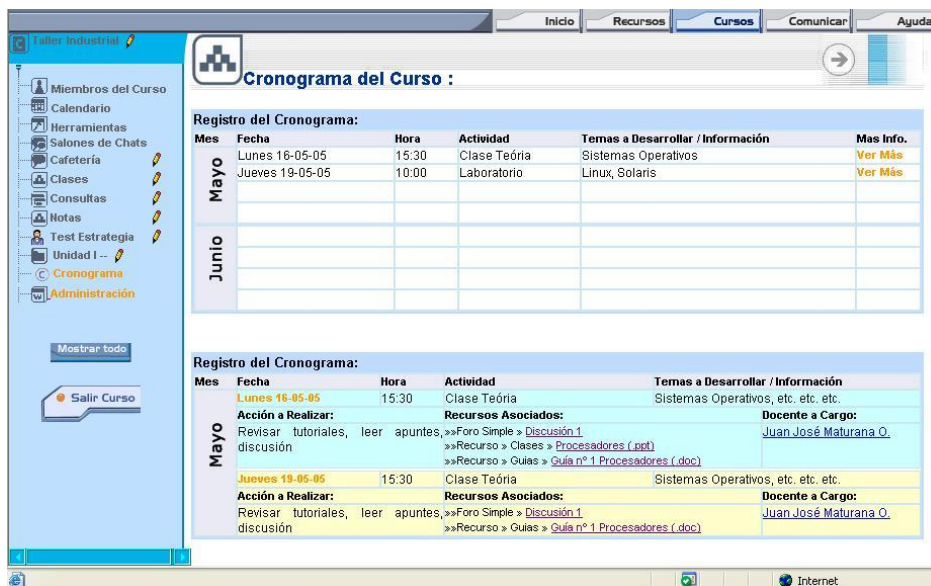 Inicio Recursos Cursos Comunicar Ayuda
Taller Industrial
Miembros del Curso
Calendario
Herramientas
Salones de Chats
Cafetería
Clases
Consultas
Notas
Test Estrategia
Unidad I --
Cronograma
Administración
Mostrar todo
Salir Curso
Cronograma del Curso :
Registro del Cronograma:
Mes Fecha Hora Actividad Temas a Desarrollar / Información Mas Info.
Mayo
Lunes 16-05-05 15:30 Clase Teória Sistemas Operativos Ver Más
Jueves 19-05-05 10:00 Laboratorio Linux, Solaris Ver Más
Junio
Registro del Cronograma:
Mes Fecha Hora Actividad Temas a Desarrollar / Información
Mayo
Lunes 16-05-05 15:30 Clase Teória Sistemas Operativos, etc. etc. etc.
Acción a Realizar: Recursos Asociados: Docente a Cargo:
Revisar tutoriales, leer apuntes, »»Foro Simple » Discusión 1 Juan José Maturana O.
discusión »»Recurso » Clases » Procesadores (.ppt)
»»Recurso » Guias » Guía nº 1 Procesadores (.doc)
Jueves 19-05-05 15:30 Clase Teória Sistemas Operativos, etc. etc. etc.
Acción a Realizar: Recursos Asociados: Docente a Cargo:
Revisar tutoriales, leer apuntes, »»Foro Simple » Discusión 1 Juan José Maturana O.
discusión »»Recurso » Guias » Guía nº 1 Procesadores (.doc)
Internet